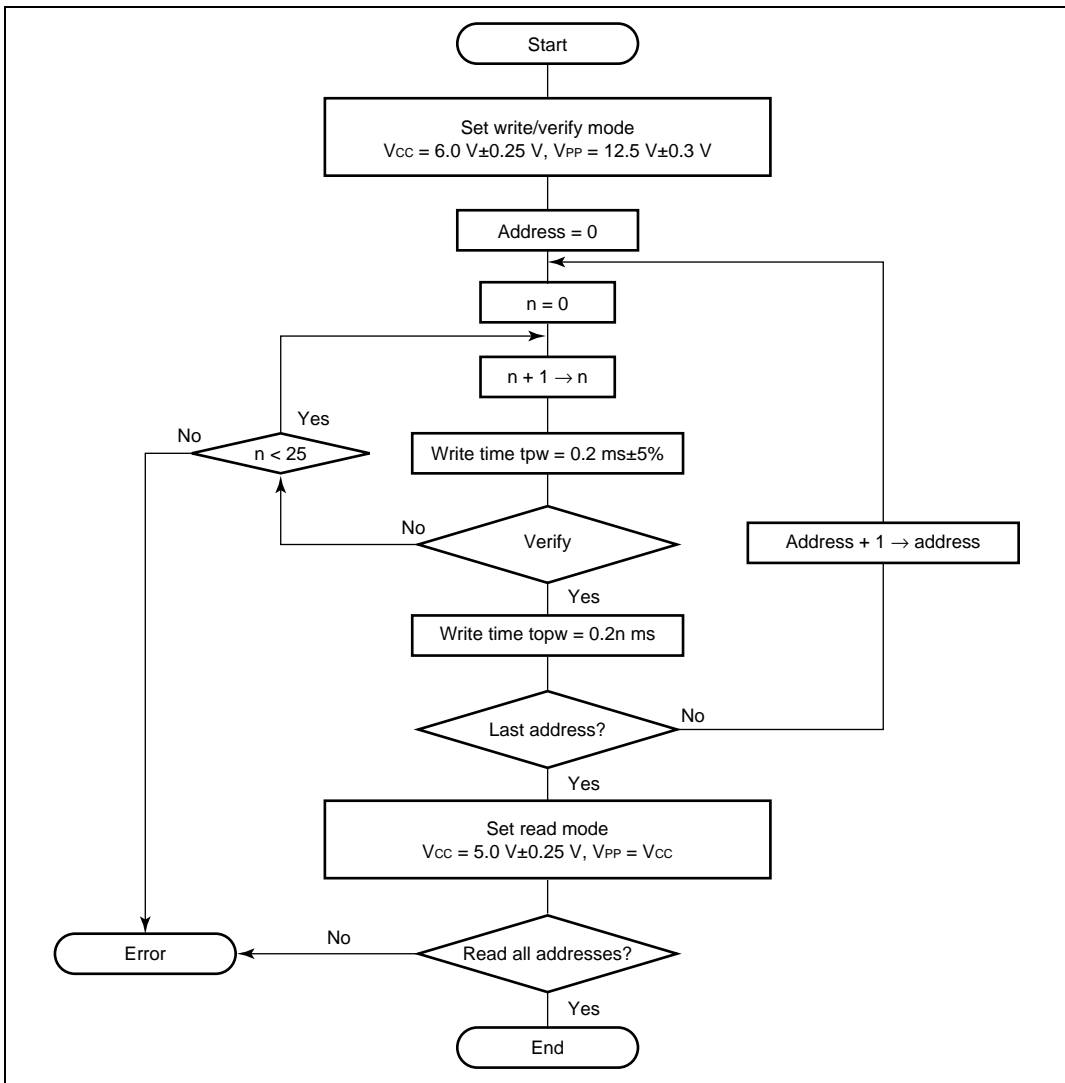 Start
Set write/verify mode
VCC = 6.0 V±0.25 V, VPP = 12.5 V±0.3 V
Address = 0
n = 0
n + 1 → n
Yes
No
n < 25
Write time tpw = 0.2 ms±5%
No
Verify
Address + 1 → address
Yes
Write time topw = 0.2n ms
Last address?
No
Yes
Set read mode
VCC = 5.0 V±0.25 V, VPP = VCC
Error
No
Read all addresses?
Yes
End